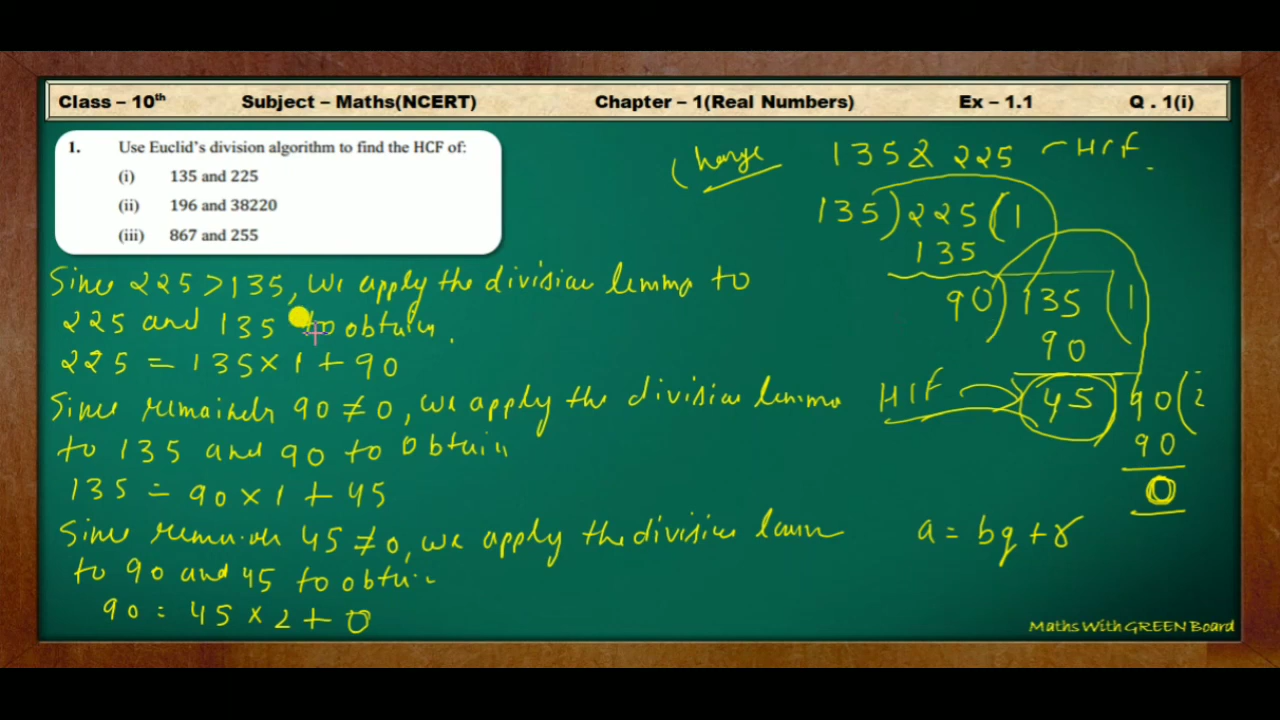 Class – 10th Subject – Maths(NCERT) Chapter – 1(Real Numbers) Ex – 1.1 Q . 1(i)
1. Use Euclid's division algorithm to find the HCF of:
(i) 135 and 225
(ii) 196 and 38220
(iii) 867 and 255
Since 225 > 135, we apply the division lemma to
225 and 135 to obtain.
225 = 135 × 1 + 90
Since remainder 90 ≠ 0, we apply the division lemma
to 135 and 90 to obtain
135 = 90 × 1 + 45
Since 45 ≠ 0, we apply the division
to 90 and 45 to obtain
90 = 45 × 2 + 0
135 & 225 – HCF
135)225(1
135
90)135(1
90
HCF 45 90(2
90
0
a = bq + r
Maths With GREEN Board